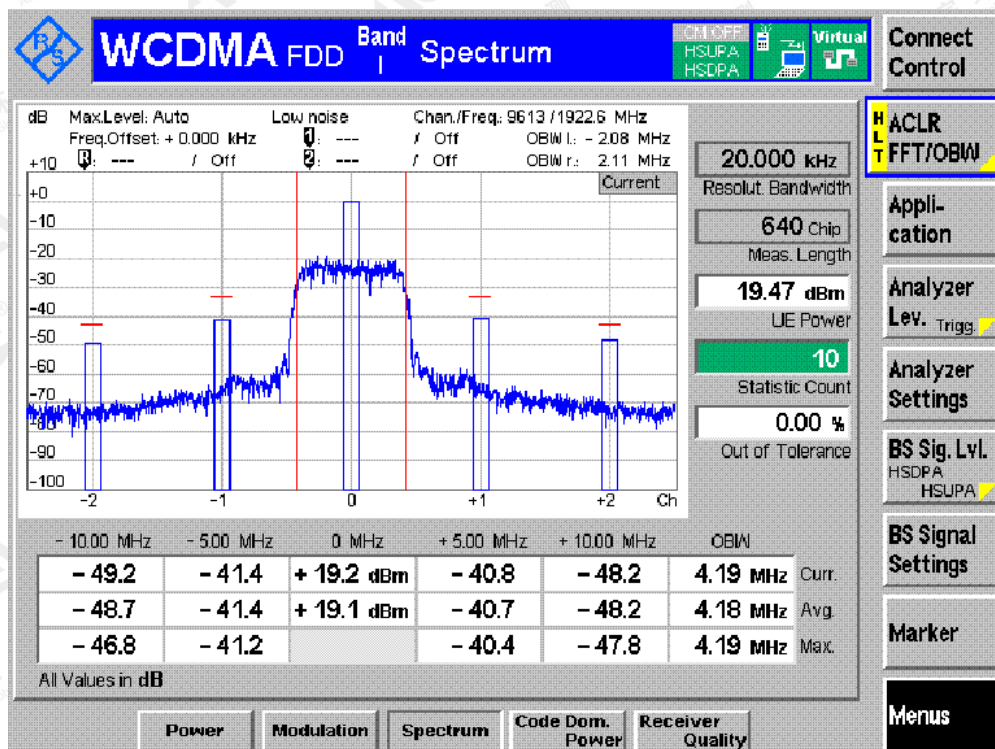 R&S
WCDMA FDD Band I Spectrum
CM:OFF
HSUPA
HSDPA
Virtual
Connect Control
dB Max.Level: Auto Low noise Chan./Freq.: 9613 / 1922.6 MHz
Freq.Offset: + 0.000 kHz 1: --- / Off OBW l.: - 2.08 MHz
+10 R: --- / Off 2: --- / Off OBW r.: 2.11 MHz
Current
+0
-10
-20
-30
-40
-50
-60
-70
-80
-90
-100
-2 -1 0 +1 +2 Ch
20.000 kHz
Resolut. Bandwidth
640 Chip
Meas. Length
19.47 dBm
UE Power
10
Statistic Count
0.00 %
Out of Tolerance
- 10.00 MHz - 5.00 MHz 0 MHz + 5.00 MHz + 10.00 MHz OBW
- 49.2 - 41.4 + 19.2 dBm - 40.8 - 48.2 4.19 MHz Curr.
- 48.7 - 41.4 + 19.1 dBm - 40.7 - 48.2 4.18 MHz Avg.
- 46.8 - 41.2 - 40.4 - 47.8 4.19 MHz Max.
All Values in dB
HLT
ACLR
FFT/OBW
Appli-
cation
Analyzer
Lev. Trigg.
Analyzer
Settings
BS Sig. Lvl.
HSDPA
HSUPA
BS Signal
Settings
Marker
Menus
Power Modulation Spectrum Code Dom. Power Receiver Quality